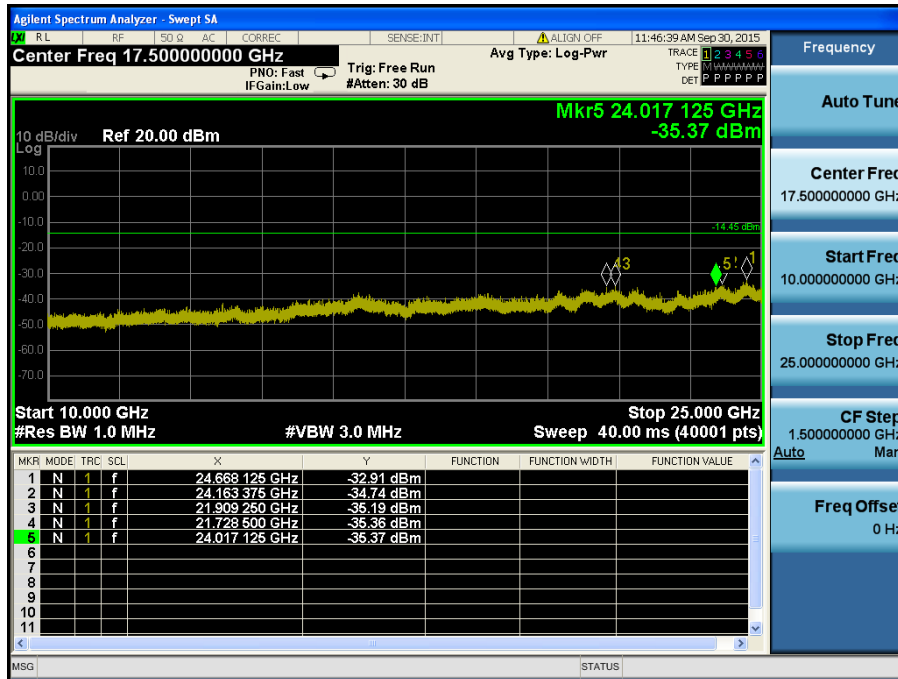 Agilent Spectrum Analyzer - Swept SA
LXI RL RF 50 Ω AC CORREC SENSE:INT ALIGN OFF 11:46:39 AM Sep 30, 2015
Center Freq 17.500000000 GHz
PNO: Fast
IFGain:Low
Trig: Free Run
#Atten: 30 dB
Avg Type: Log-Pwr
TRACE 1 2 3 4 5 6
TYPE M WWWWW
DET P P P P P P
Mkr5 24.017 125 GHz
-35.37 dBm
10 dB/div Ref 20.00 dBm
Log
10.0
0.00
-10.0
-14.45 dBm
-20.0
-30.0
-40.0
-50.0
-60.0
-70.0
43
5
1
Start 10.000 GHz Stop 25.000 GHz
#Res BW 1.0 MHz #VBW 3.0 MHz Sweep 40.00 ms (40001 pts)
MKR MODE TRC SCL X Y FUNCTION FUNCTION WIDTH FUNCTION VALUE
1 N 1 f 24.668 125 GHz -32.91 dBm
2 N 1 f 24.163 375 GHz -34.74 dBm
3 N 1 f 21.909 250 GHz -35.19 dBm
4 N 1 f 21.728 500 GHz -35.36 dBm
5 N 1 f 24.017 125 GHz -35.37 dBm
6
7
8
9
10
11
MSG STATUS
Frequency
Auto Tune
Center Freq
17.500000000 GHz
Start Freq
10.000000000 GHz
Stop Freq
25.000000000 GHz
CF Step
1.500000000 GHz
Auto Man
Freq Offset
0 Hz